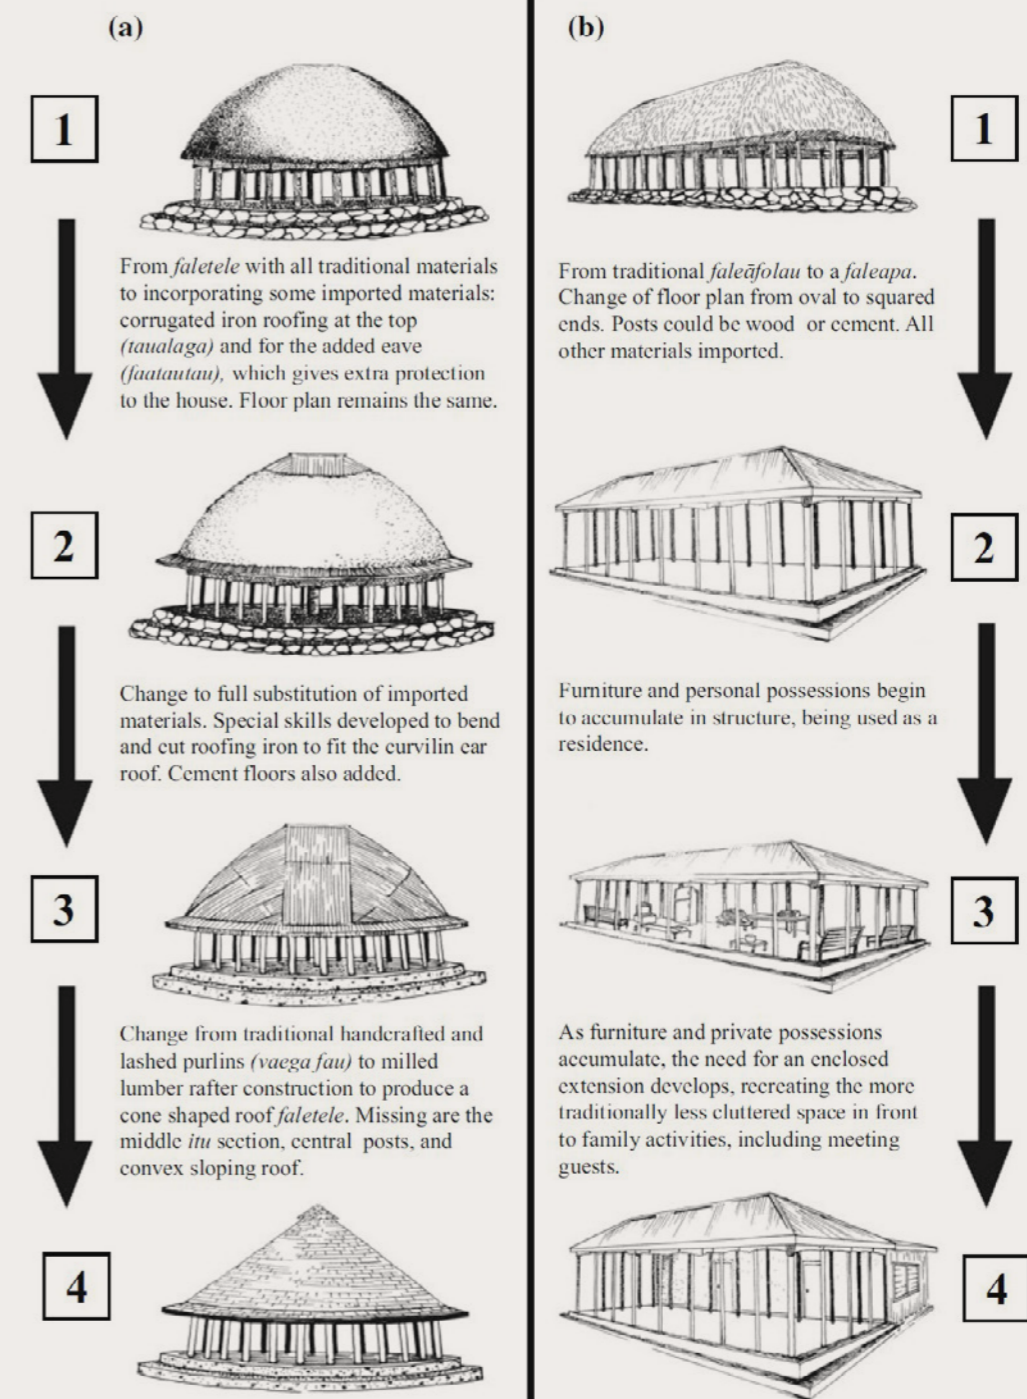 (a)
1
From faletele with all traditional materials
to incorporating some imported materials:
corrugated iron roofing at the top
(taualaga) and for the added eave
(faatautau), which gives extra protection
to the house. Floor plan remains the same.
2
Change to full substitution of imported
materials. Special skills developed to bend
and cut roofing iron to fit the curvilin ear
roof. Cement floors also added.
3
Change from traditional handcrafted and
lashed purlins (vaega fau) to milled
lumber rafter construction to produce a
cone shaped roof faletele. Missing are the
middle itu section, central posts, and
convex sloping roof.
4
(b)
1
From traditional faleāfolau to a faleapa.
Change of floor plan from oval to squared
ends. Posts could be wood or cement. All
other materials imported.
2
Furniture and personal possessions begin
to accumulate in structure, being used as a
residence.
3
As furniture and private possessions
accumulate, the need for an enclosed
extension develops, recreating the more
traditionally less cluttered space in front
to family activities, including meeting
guests.
4